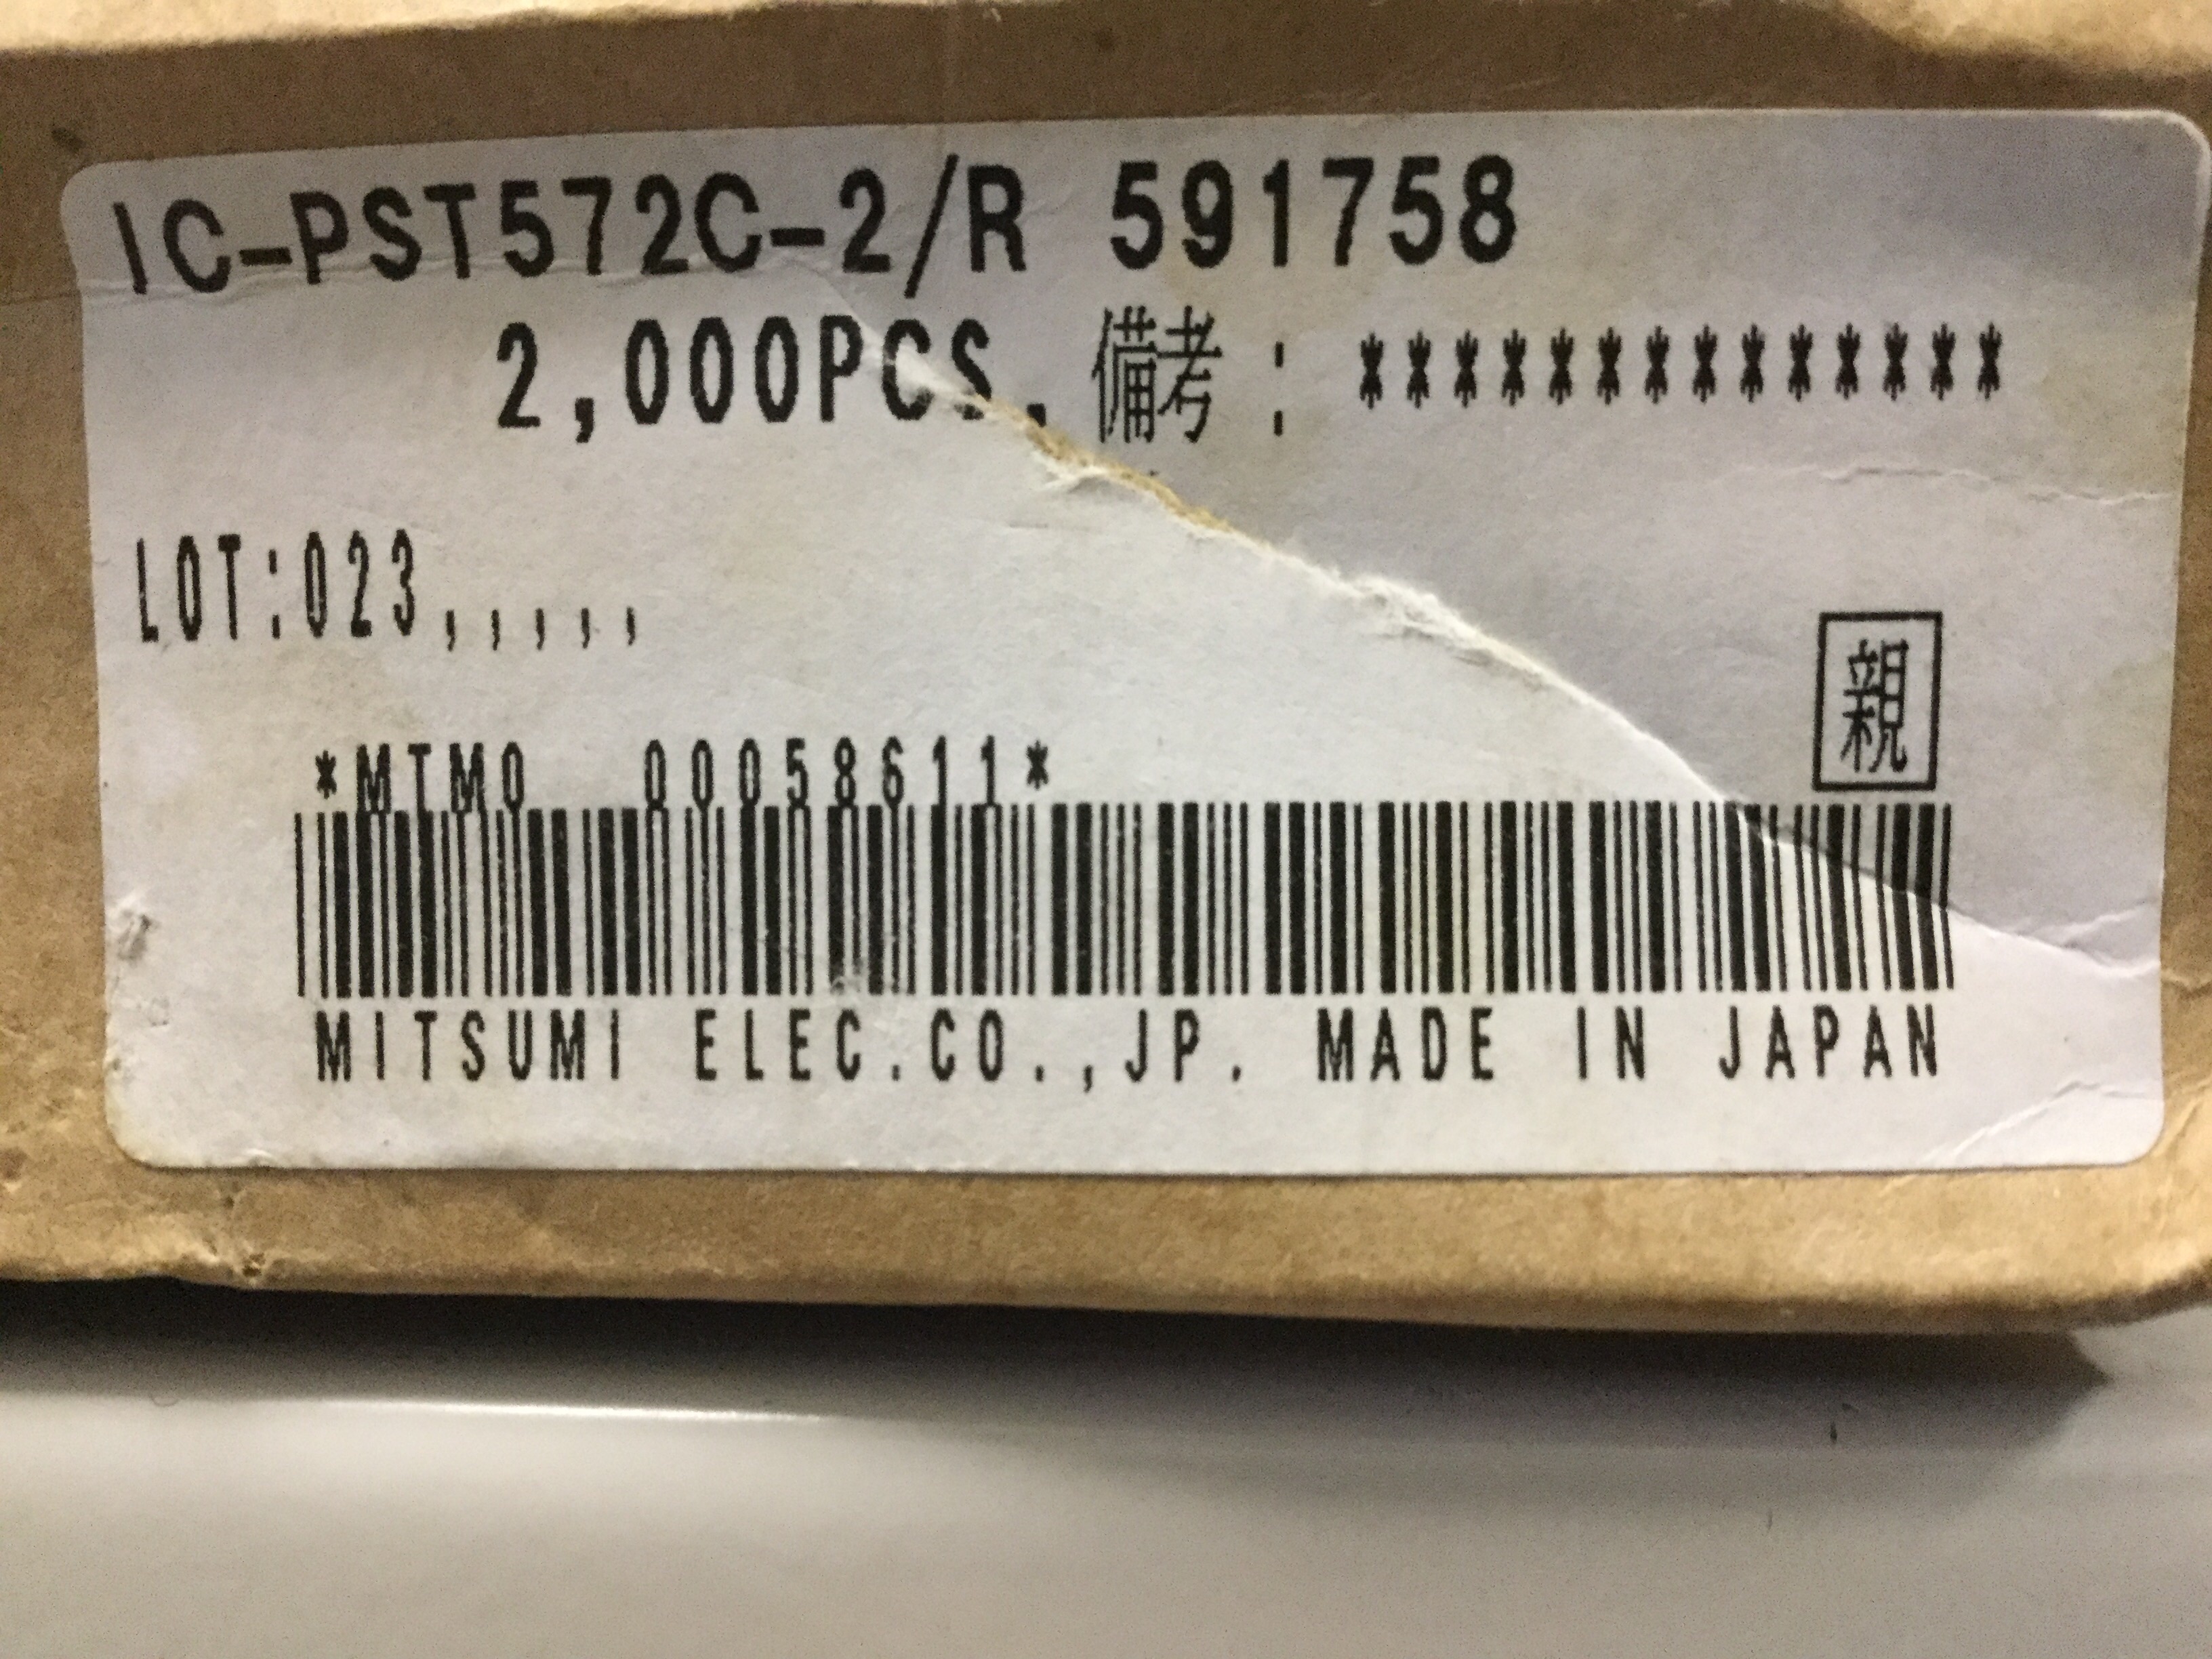 IC-PST572C-2/R 591758
2,000PCS. 備考：**************
LOT:023,,,,,
親
*MTMO 00058611*
MITSUMI ELEC.CO.,JP. MADE IN JAPAN